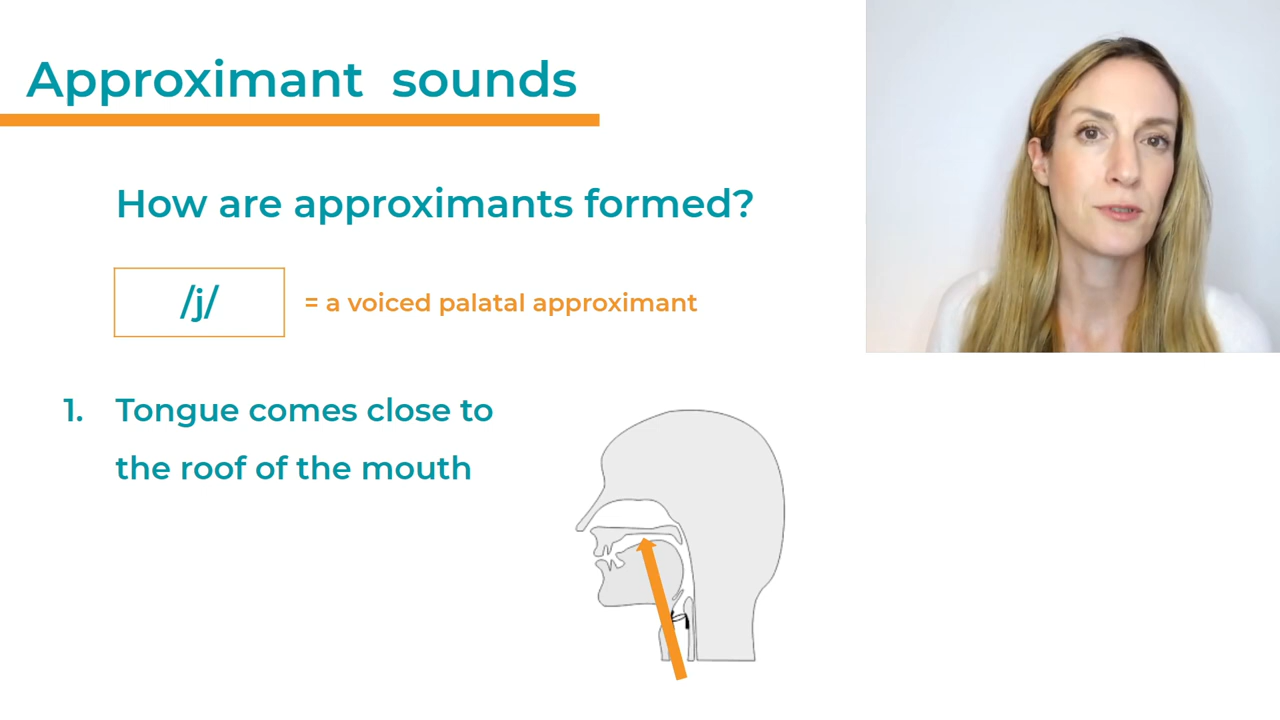 Approximant sounds
How are approximants formed?
/j/ = a voiced palatal approximant
1. Tongue comes close to
the roof of the mouth